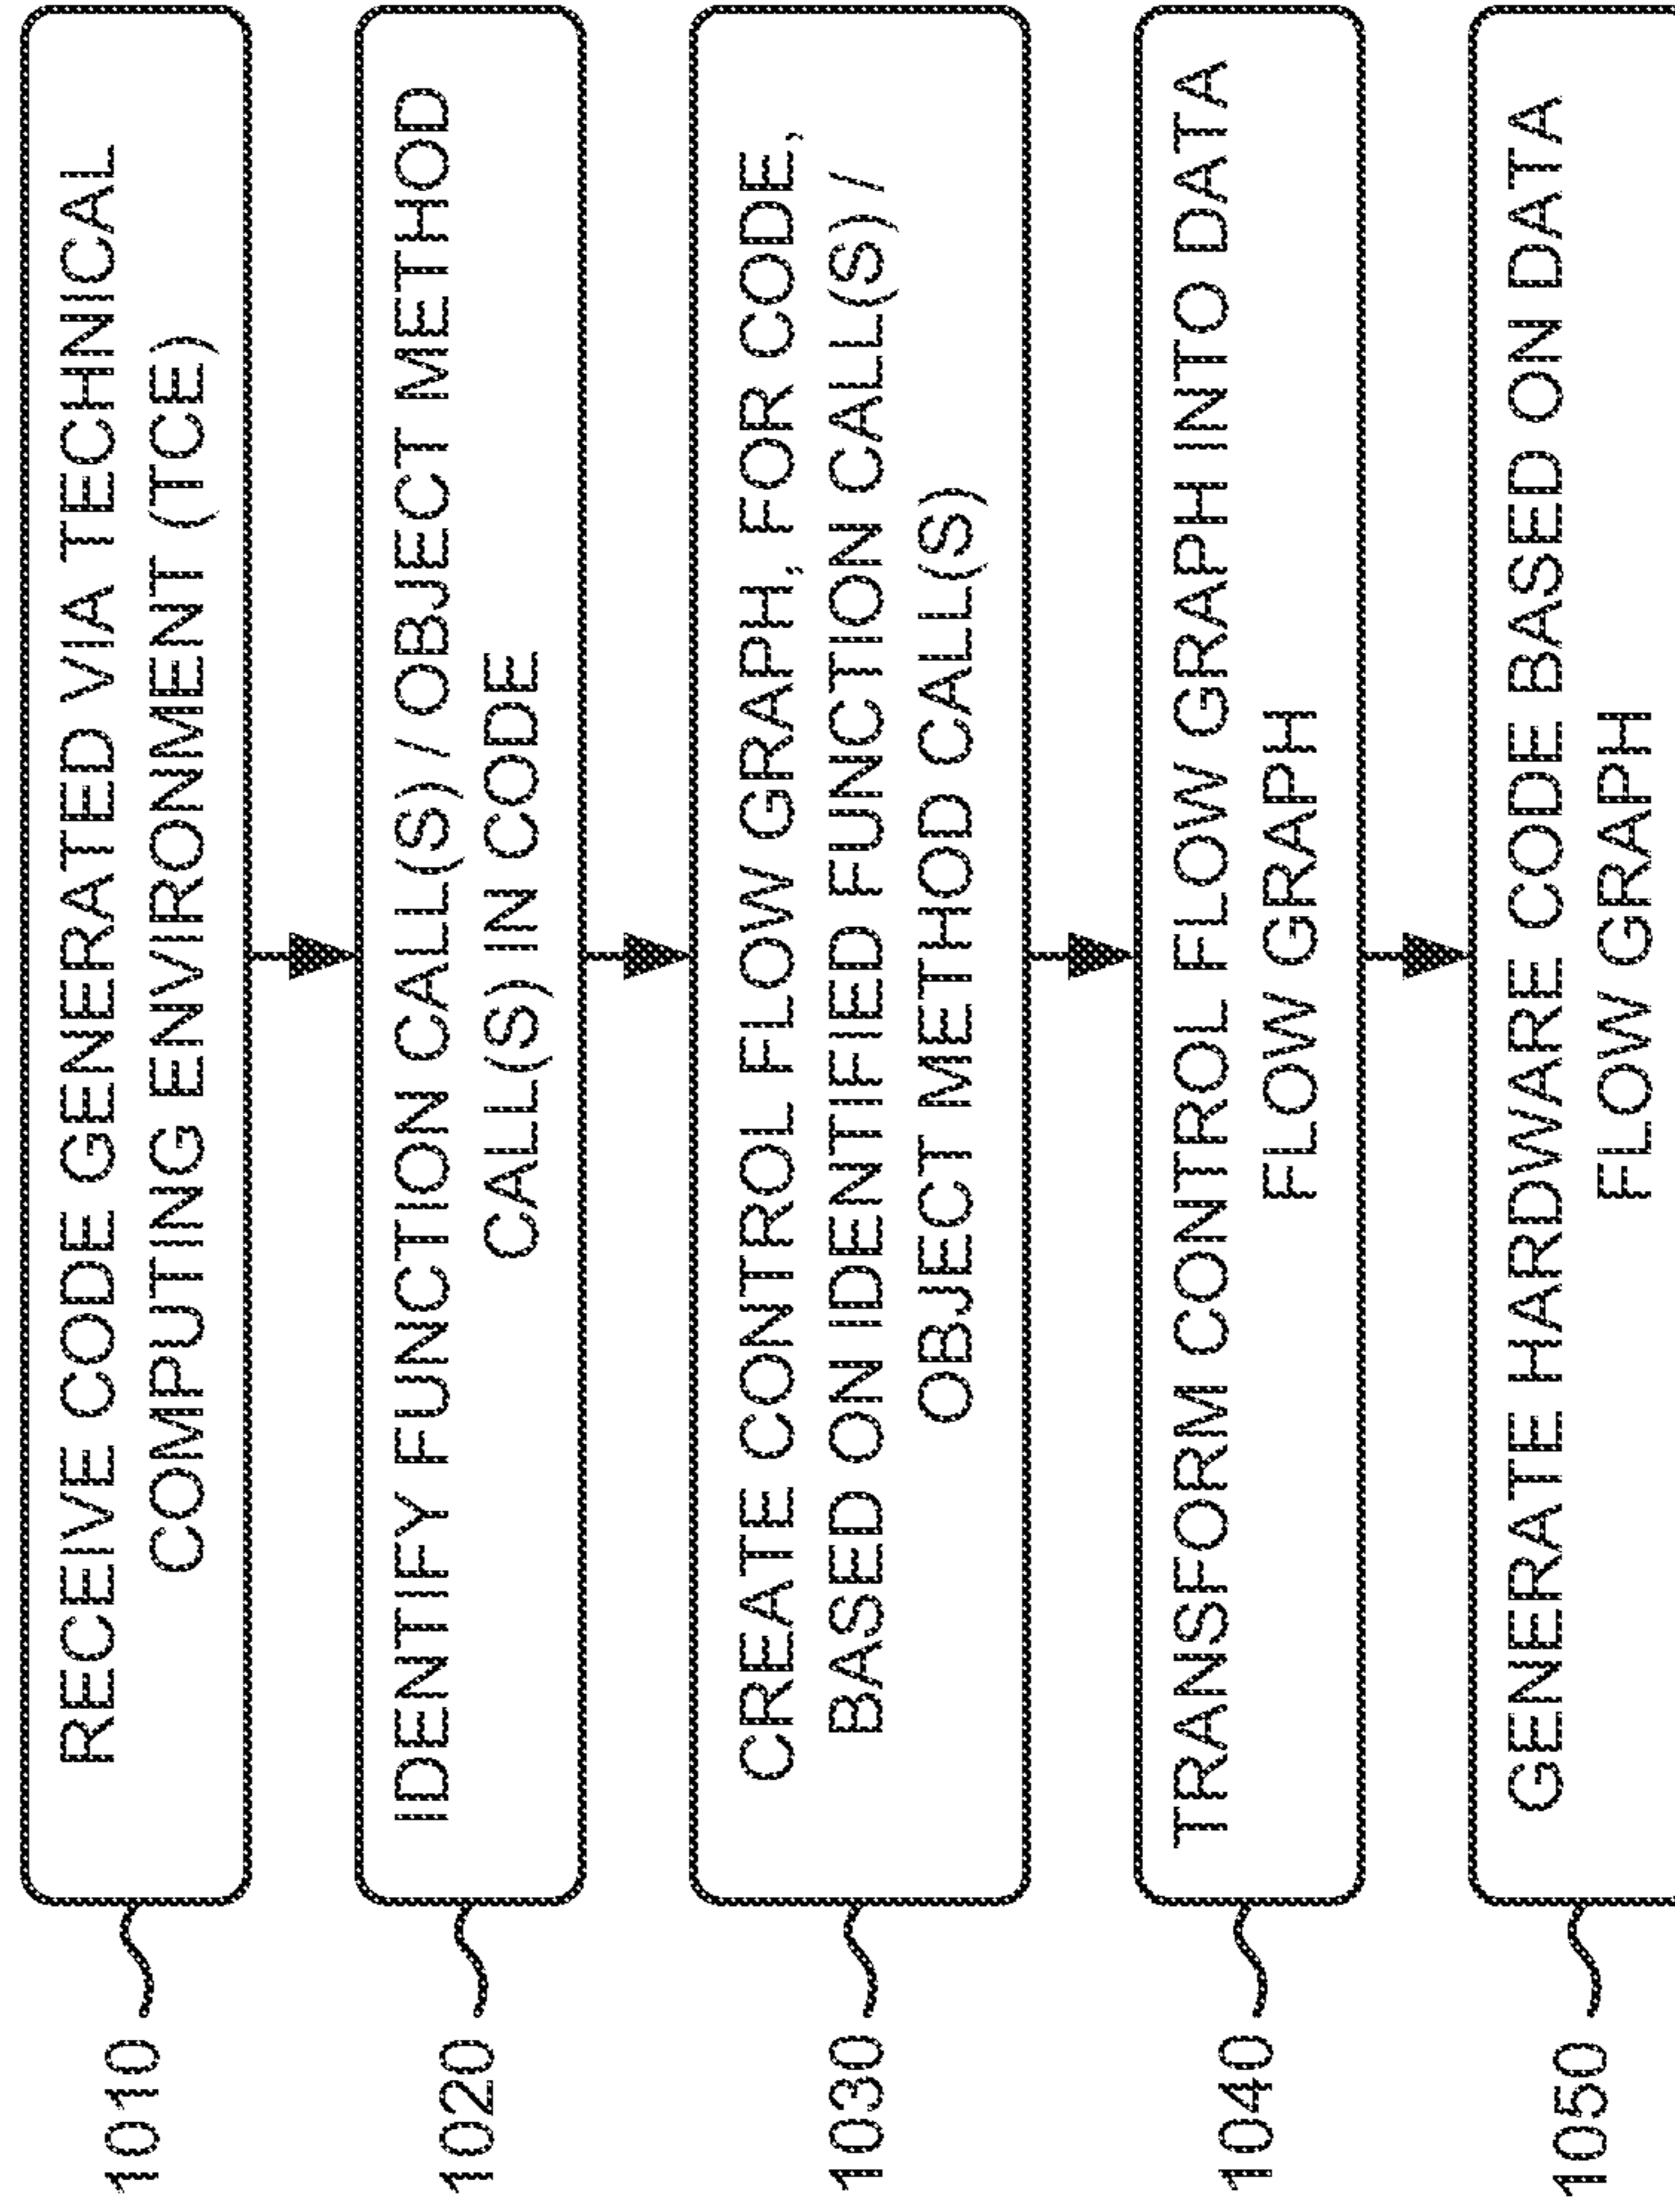 1010
RECEIVE CODE GENERATED VIA TECHNICAL
COMPUTING ENVIRONMENT (TCE)
1020
IDENTIFY FUNCTION CALL(S) / OBJECT METHOD
CALL(S) IN CODE
1030
CREATE CONTROL FLOW GRAPH, FOR CODE,
BASED ON IDENTIFIED FUNCTION CALL(S) /
OBJECT METHOD CALL(S)
1040
TRANSFORM CONTROL FLOW GRAPH INTO DATA
FLOW GRAPH
1050
GENERATE HARDWARE CODE BASED ON DATA
FLOW GRAPH